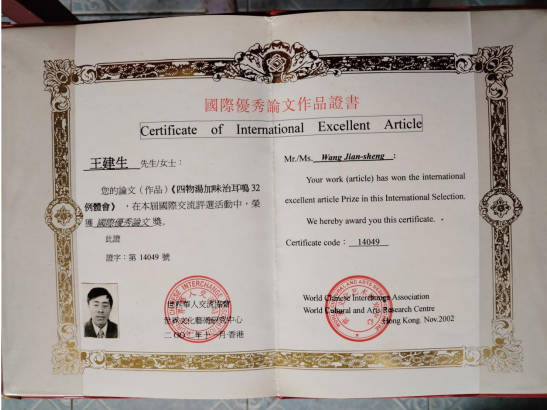 國際優秀論文作品證書
Certificate of International Excellent Article
王建生 先生/女士:
您的論文(作品)《四物湯加味治耳鳴32
例體會》,在本屆國際交流評選活動中,榮
獲 國際優秀論文 獎。
此證
證字:第 14049 號
世界華人交流協會
世界文化藝術研究中心
二〇〇二年十一月·香港
Mr./Ms. Wang Jian-sheng :
Your work (article) has won the international
excellent article Prize in this International Selection.
We hereby award you this certificate.
Certificate code: 14049
World Chinese Interchange Association
World Cultural and Arts Research Centre
Hong Kong. Nov.2002